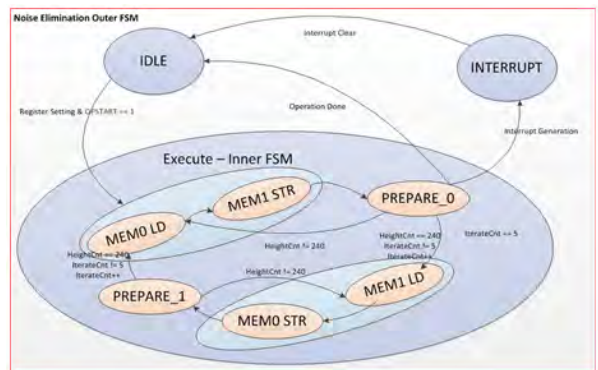 Noise Elimination Outer FSM
Interrupt Clear
IDLE
INTERRUPT
Register Setting & OPSTART == 1
Operation Done
Interrupt Generation
Execute – Inner FSM
MEM1 STR
PREPARE_0
MEM0 LD
HeightCnt != 240
HeightCnt == 240
IterateCnt != 5
IterateCnt++
IterateCnt == 5
HeightCnt == 240
IterateCnt != 5
IterateCnt++
HeightCnt != 240
MEM1 LD
PREPARE_1
MEM0 STR